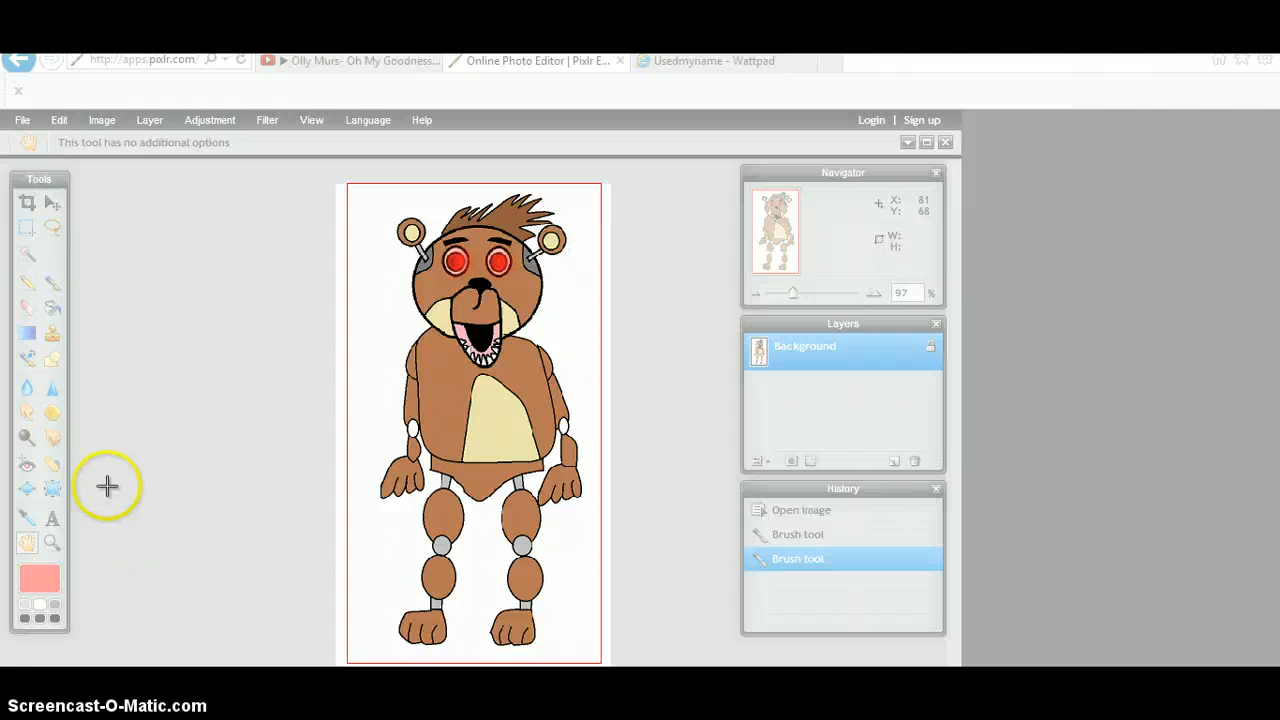 http://apps.pixlr.com/
Olly Murs- Oh My Goodness...
Online Photo Editor | Pixlr E...
Usedmyname - Wattpad
File Edit Image Layer Adjustment Filter View Language Help Login | Sign up
This tool has no additional options
Tools
Navigator
X: 81
Y: 68
W:
H:
97 %
Layers
Background
History
Open image
Brush tool
Brush tool
Screencast-O-Matic.com